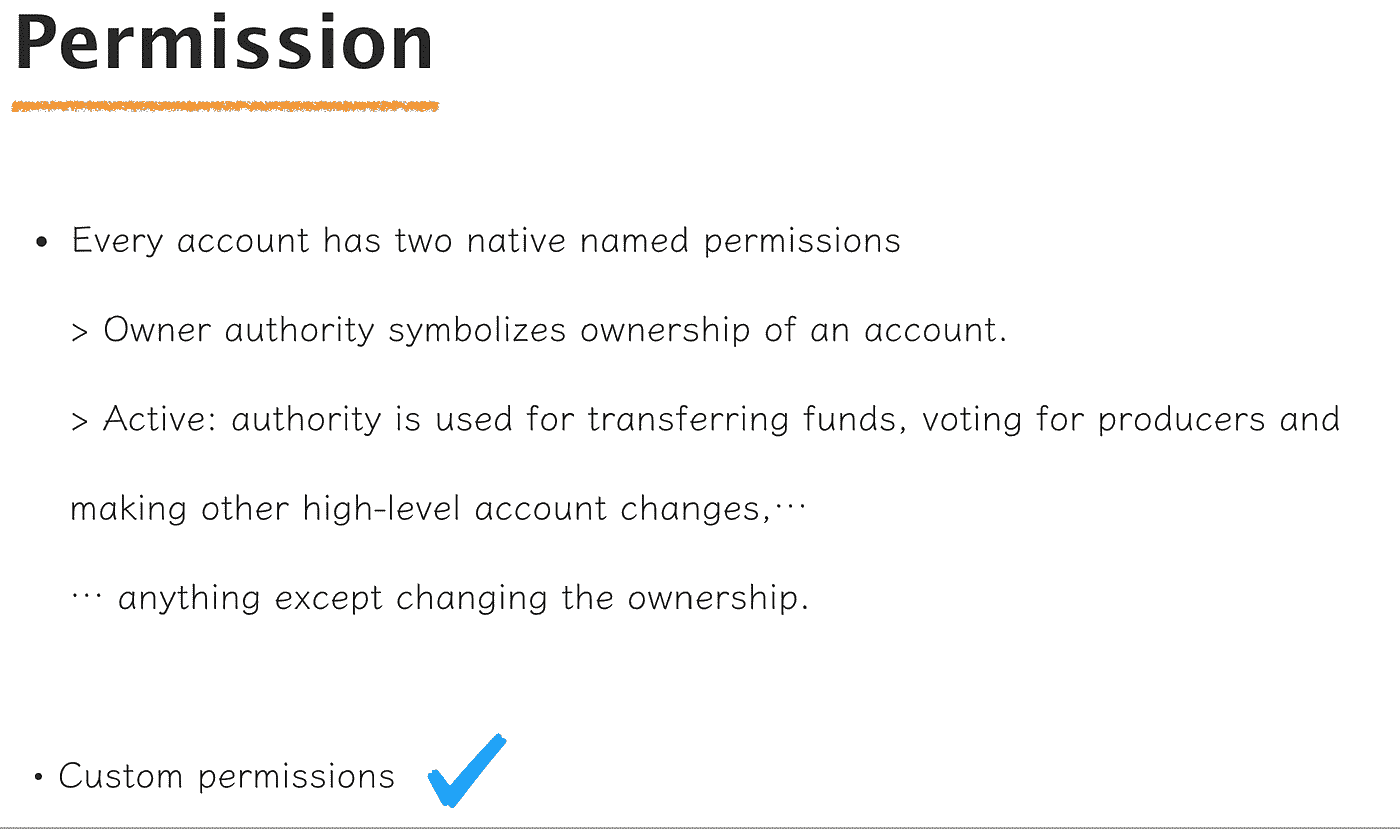 Permission
• Every account has two native named permissions
> Owner authority symbolizes ownership of an account.
> Active: authority is used for transferring funds, voting for producers and
making other high-level account changes,⋯
⋯ anything except changing the ownership.
• Custom permissions